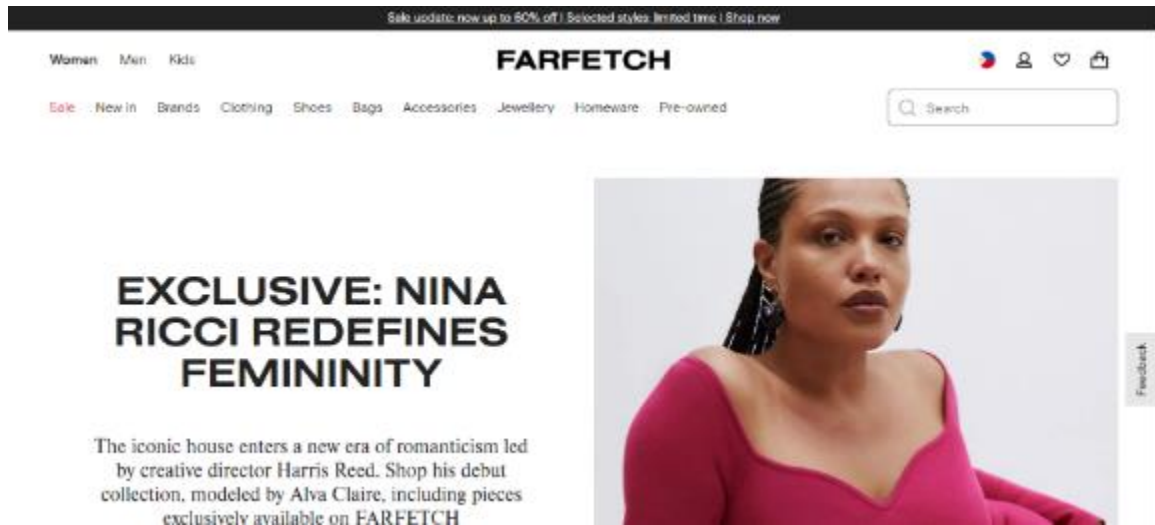 Sale update: now up to 60% off | Selected styles: limited time | Shop now
Women Men Kids
FARFETCH
Sale New in Brands Clothing Shoes Bags Accessories Jewellery Homeware Pre-owned
Search
EXCLUSIVE: NINA
RICCI REDEFINES
FEMININITY
The iconic house enters a new era of romanticism led
by creative director Harris Reed. Shop his debut
collection, modeled by Alva Claire, including pieces
exclusively available on FARFETCH
Feedback